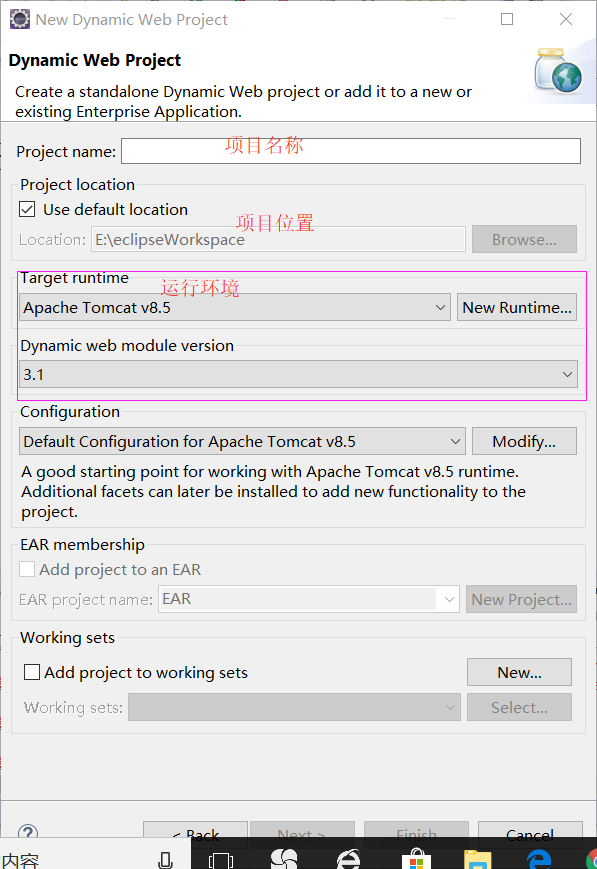 New Dynamic Web Project
Dynamic Web Project
Create a standalone Dynamic Web project or add it to a new or
existing Enterprise Application.
Project name:
项目名称
Project location
Use default location
项目位置
Location: E:\eclipseWorkspace Browse...
Target runtime
运行环境
Apache Tomcat v8.5 New Runtime...
Dynamic web module version
3.1
Configuration
Default Configuration for Apache Tomcat v8.5 Modify...
A good starting point for working with Apache Tomcat v8.5 runtime.
Additional facets can later be installed to add new functionality to the
project.
EAR membership
Add project to an EAR
EAR project name: EAR New Project...
Working sets
Add project to working sets New...
Working sets: Select...
? < Back Next > Finish Cancel
内容